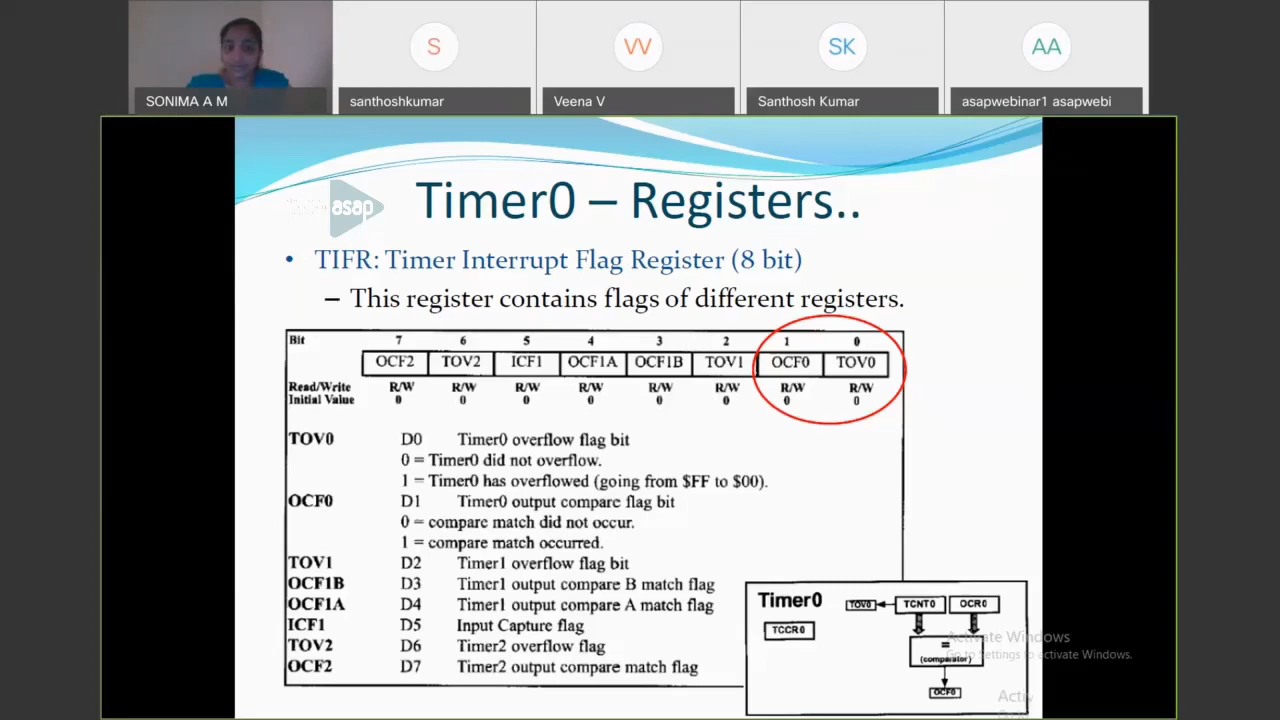 S
VV
SK
AA
SONIMA A M
santhoshkumar
Veena V
Santhosh Kumar
asapwebinar1 asapwebi
asap
Timer0 – Registers..
• TIFR: Timer Interrupt Flag Register (8 bit)
– This register contains flags of different registers.
Bit 7 6 5 4 3 2 1 0
OCF2 TOV2 ICF1 OCF1A OCF1B TOV1 OCF0 TOV0
Read/Write R/W R/W R/W R/W R/W R/W R/W R/W
Initial Value 0 0 0 0 0 0 0 0
TOV0 D0 Timer0 overflow flag bit
0 = Timer0 did not overflow.
1 = Timer0 has overflowed (going from $FF to $00).
OCF0 D1 Timer0 output compare flag bit
0 = compare match did not occur.
1 = compare match occurred.
TOV1 D2 Timer1 overflow flag bit
OCF1B D3 Timer1 output compare B match flag
OCF1A D4 Timer1 output compare A match flag
ICF1 D5 Input Capture flag
TOV2 D6 Timer2 overflow flag
OCF2 D7 Timer2 output compare match flag
Timer0
TOV0
TCNT0
OCR0
TCCR0
=
(comparator)
OCF0
Activate Windows
Go to Settings to activate Windows.
Activ